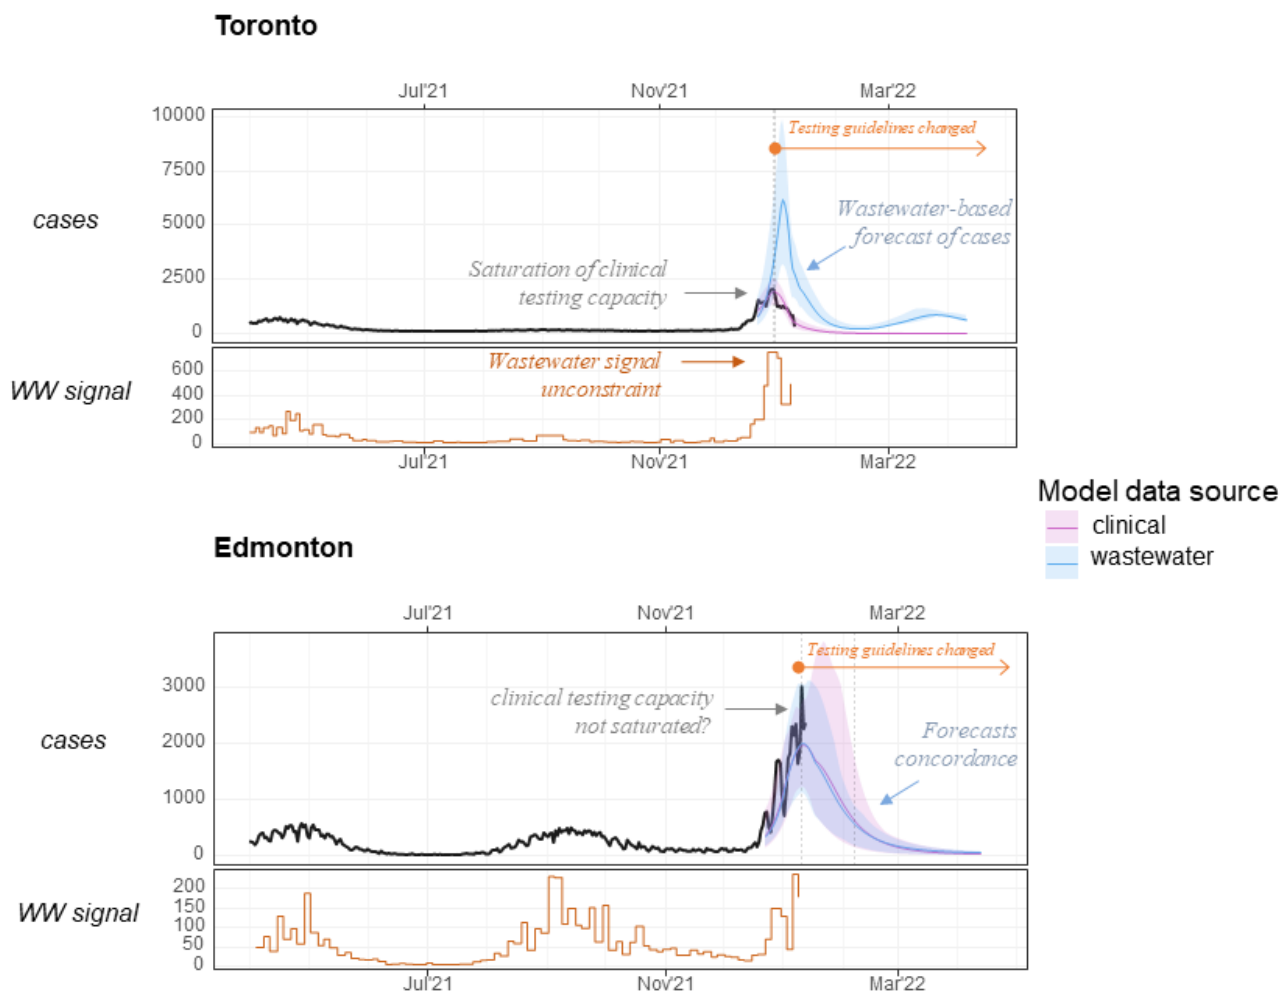 Toronto
Jul'21 Nov'21 Mar'22
10000
Testing guidelines changed
7500
Wastewater-based
forecast of cases
cases
5000
Saturation of clinical
testing capacity
2500
0
Wastewater signal
unconstraint
WW signal
600
400
200
0
Jul'21 Nov'21 Mar'22
Model data source
clinical
wastewater
Edmonton
Jul'21 Nov'21 Mar'22
Testing guidelines changed
3000
clinical testing capacity
not saturated?
Forecasts
concordance
cases
2000
1000
0
WW signal
200
150
100
50
0
Jul'21 Nov'21 Mar'22